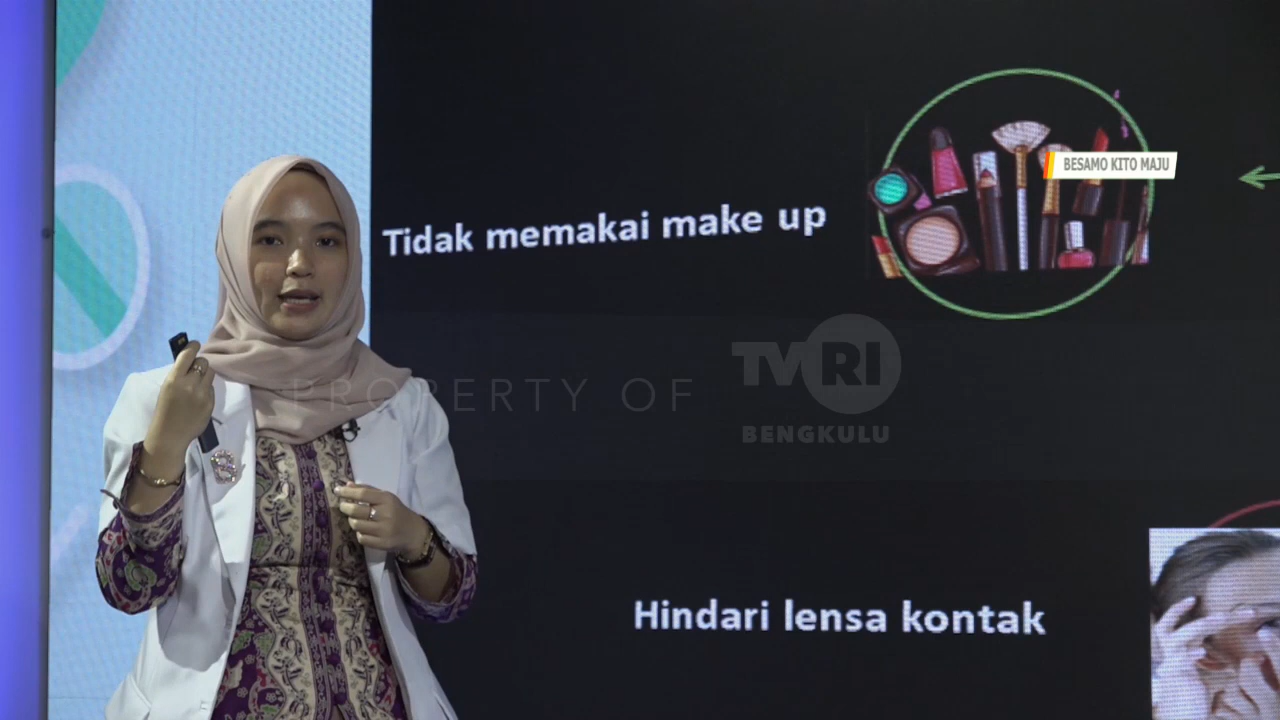 BESAMO KITO MAJU
Tidak memakai make up
PROPERTY OF TVRI
BENGKULU
Hindari lensa kontak